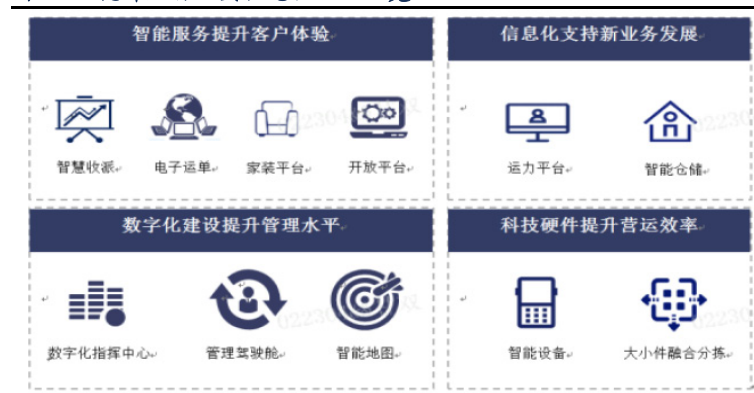 智能服务提升客户体验
信息化支持新业务发展
智慧收派
电子运单
家装平台
开放平台
运力平台
智能仓储
数字化建设提升管理水平
科技硬件提升营运效率
数字化指挥中心
管理驾驶舱
智能地图
智能设备
大小件融合分拣